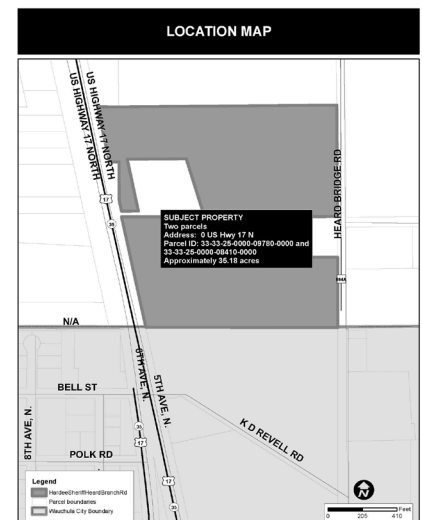 LOCATION MAP
US HIGHWAY 17 NORTH
US HIGHWAY 17 NORTH
HEARD BRIDGE RD
17
35
SUBJECT PROPERTY
Two parcels
Address: 0 US Hwy 17 N
Parcel ID: 33-33-25-0000-09780-0000 and
33-33-25-0000-08410-0000
Approximately 35.18 acres
N/A
6TH AVE, N.
5TH AVE, N.
BELL ST
8TH AVE, N.
35
17
K D REVELL RD
POLK RD
17
35
Legend
HardeeSheriffHeardBranchRd
Parcel boundaries
Wauchula City Boundary
N
Feet
0 205 410